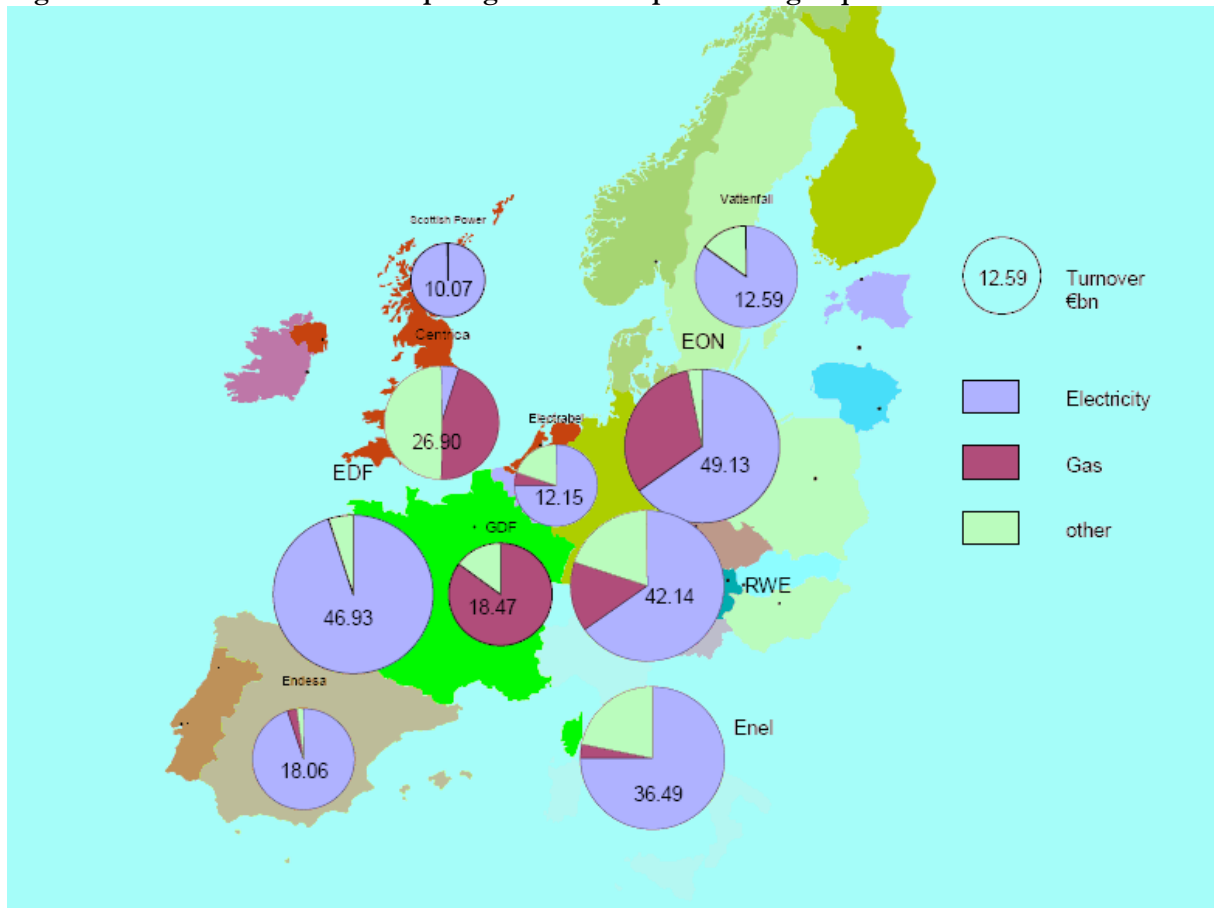 Vattenfall
Scottish Power
12.59
Turnover
€bn
10.07
12.59
Centrica
EON
Electricity
Electrabel
26.90
49.13
Gas
EDF
12.15
GDF
other
RWE
42.14
18.47
46.93
Endesa
Enel
18.06
36.49